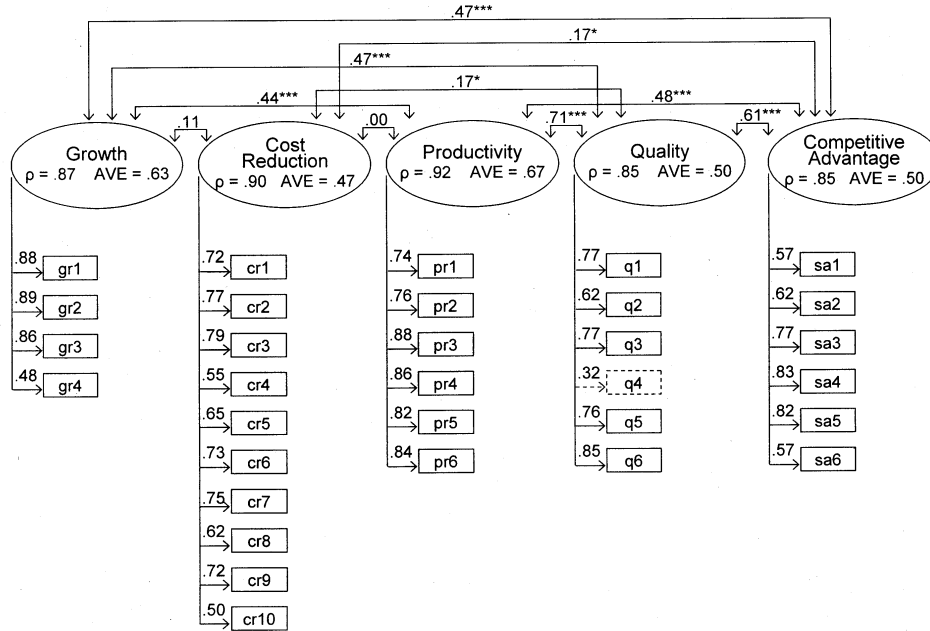 .47***
.17*
.47***
.17*
.44***
.48***
.11
.00
.71***
.61***
Growth
ρ = .87 AVE = .63
Cost
Reduction
ρ = .90 AVE = .47
Productivity
ρ = .92 AVE = .67
Quality
ρ = .85 AVE = .50
Competitive
Advantage
ρ = .85 AVE = .50
.88 gr1
.89 gr2
.86 gr3
.48 gr4
.72 cr1
.77 cr2
.79 cr3
.55 cr4
.65 cr5
.73 cr6
.75 cr7
.62 cr8
.72 cr9
.50 cr10
.74 pr1
.76 pr2
.88 pr3
.86 pr4
.82 pr5
.84 pr6
.77 q1
.62 q2
.77 q3
.32 q4
.76 q5
.85 q6
.57 sa1
.62 sa2
.77 sa3
.83 sa4
.82 sa5
.57 sa6